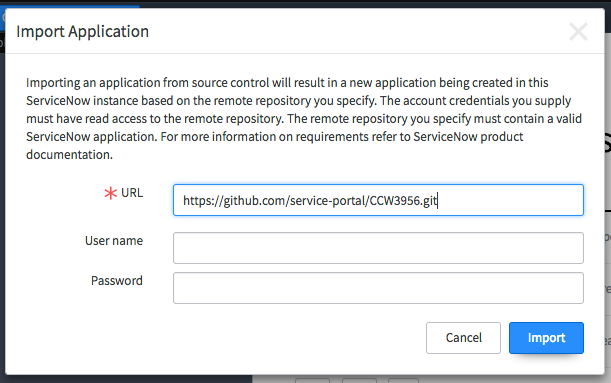 Import Application
Importing an application from source control will result in a new application being created in this
ServiceNow instance based on the remote repository you specify. The account credentials you supply
must have read access to the remote repository. The remote repository you specify must contain a valid
ServiceNow application. For more information on requirements refer to ServiceNow product
documentation.
URL
https://github.com/service-portal/CCW3956.git
User name
Password
Cancel
Import